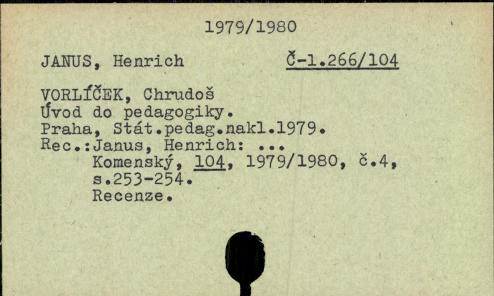 1979/1980
JANUS, Henrich Č-1.266/104
VORLÍČEK, Chrudoš
Úvod do pedagogiky.
Praha, Stát.pedag.nakl.1979.
Rec.:Janus, Henrich: ...
Komenský, 104, 1979/1980, č.4,
s.253-254.
Recenze.